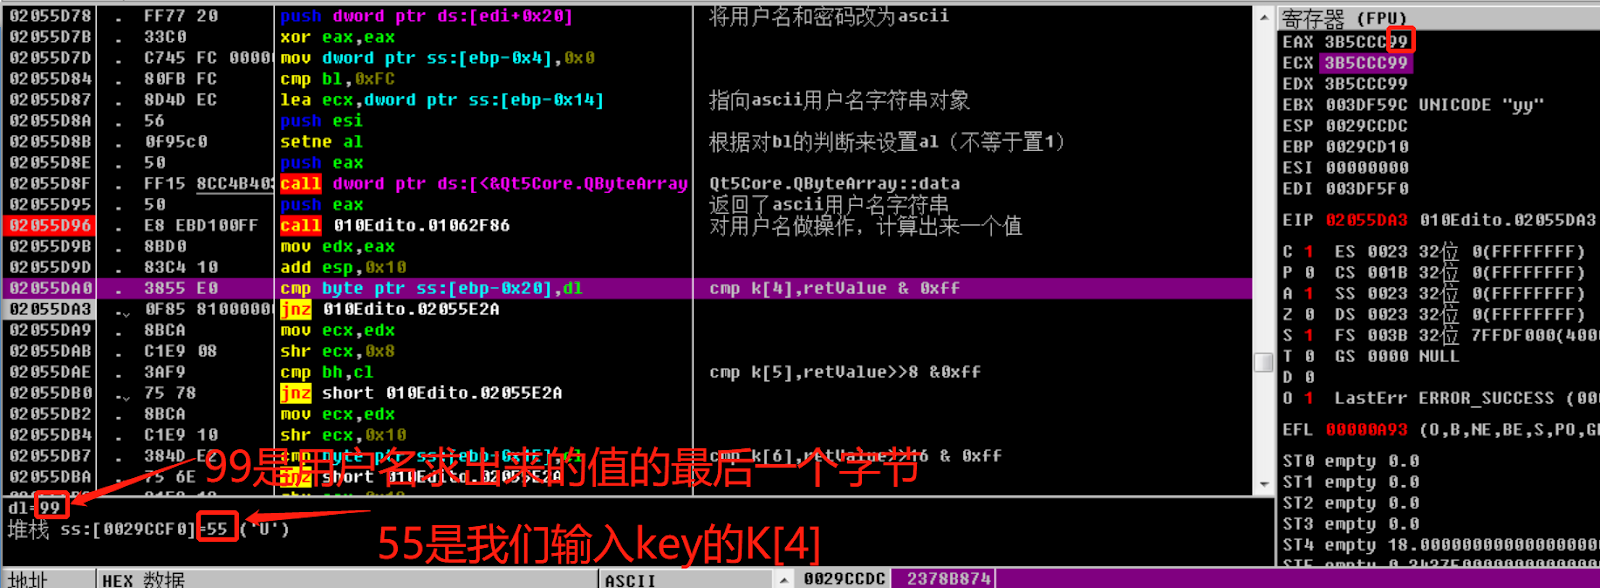 02055D78 . FF77 20 push dword ptr ds:[edi+0x20] 将用户名和密码改为ascii
02055D7B . 33C0 xor eax,eax
02055D7D . C745 FC 0000 mov dword ptr ss:[ebp-0x4],0x0
02055D84 . 80FB FC cmp bl,0xFC
02055D87 . 8D4D EC lea ecx,dword ptr ss:[ebp-0x14] 指向ascii用户名字符串对象
02055D8A . 56 push esi
02055D8B . 0F95c0 setne al 根据对bl的判断来设置al（不等于置1）
02055D8E . 50 push eax
02055D8F . FF15 8CC4B403 call dword ptr ds:[<&Qt5Core.QByteArray Qt5Core.QByteArray::data
02055D95 . 50 push eax 返回了ascii用户名字符串
02055D96 . E8 EBD100FF call 010Edito.01062F86 对用户名做操作，计算出来一个值
02055D9B . 8BD0 mov edx,eax
02055D9D . 83C4 10 add esp,0x10
02055DA0 . 3855 E0 cmp byte ptr ss:[ebp-0x20],dl cmp k[4],retValue & 0xff
02055DA3 . 0F85 8100000 jnz 010Edito.02055E2A
02055DA9 . 8BCA mov ecx,edx
02055DAB . C1E9 08 shr ecx,0x8
02055DAE . 3AF9 cmp bh,cl cmp k[5],retValue>>8 &0xff
02055DB0 . 75 78 jnz short 010Edito.02055E2A
02055DB2 . 8BCA mov ecx,edx
02055DB4 . C1E9 10 shr ecx,0x10
02055DB7 . 384D E2 cmp byte ptr ss:[ebp- cmp k[6],retValue>>16 & 0xff
02055DBA . 75 6E jnz short 010Edito.02055E2A
99是用户名求出来的值的最后一个字节
dl=99
堆栈 ss:[0029CCF0]=55 ('U')
55是我们输入key的K[4]
地址 HEX 数据 ASCII 0029CCDC 2378B874
寄存器 (FPU)
EAX 3B5CCC99
ECX 3B5CCC99
EDX 3B5CCC99
EBX 003DF59C UNICODE "yy"
ESP 0029CCDC
EBP 0029CD10
ESI 00000000
EDI 003DF5F0
EIP 02055DA3 010Edito.02055DA3
C 1 ES 0023 32位 0(FFFFFFFF)
P 0 CS 001B 32位 0(FFFFFFFF)
A 1 SS 0023 32位 0(FFFFFFFF)
Z 0 DS 0023 32位 0(FFFFFFFF)
S 1 FS 003B 32位 7FFDF000(400
T 0 GS 0000 NULL
D 0
O 1 LastErr ERROR_SUCCESS (00
EFL 00000A93 (O,B,NE,BE,S,PO,G
ST0 empty 0.0
ST1 empty 0.0
ST2 empty 0.0
ST3 empty 0.0
ST4 empty 18.0000000000000000